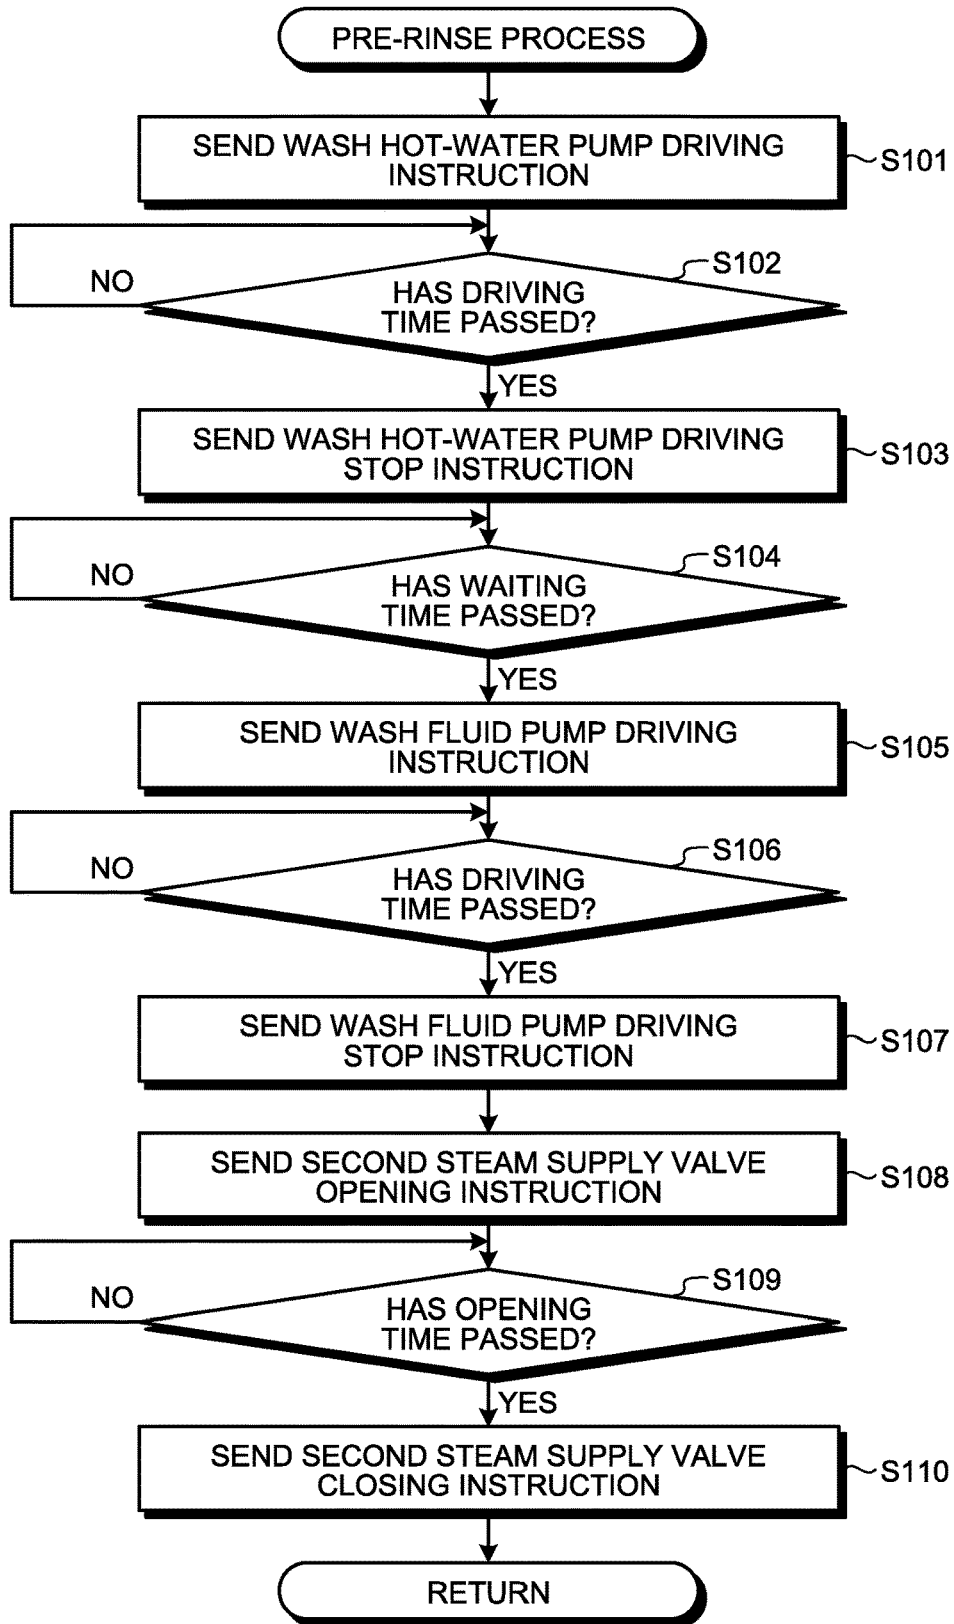 PRE-RINSE PROCESS
SEND WASH HOT-WATER PUMP DRIVING
INSTRUCTION
S101
S102
NO
HAS DRIVING
TIME PASSED?
YES
SEND WASH HOT-WATER PUMP DRIVING
STOP INSTRUCTION
S103
S104
NO
HAS WAITING
TIME PASSED?
YES
SEND WASH FLUID PUMP DRIVING
INSTRUCTION
S105
S106
NO
HAS DRIVING
TIME PASSED?
YES
SEND WASH FLUID PUMP DRIVING
STOP INSTRUCTION
S107
SEND SECOND STEAM SUPPLY VALVE
OPENING INSTRUCTION
S108
S109
NO
HAS OPENING
TIME PASSED?
YES
SEND SECOND STEAM SUPPLY VALVE
CLOSING INSTRUCTION
S110
RETURN